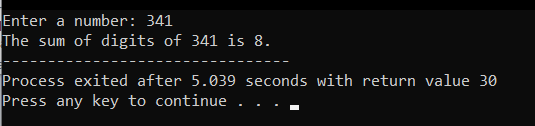 Enter a number: 341
The sum of digits of 341 is 8.
--------------------------------
Process exited after 5.039 seconds with return value 30
Press any key to continue . . .